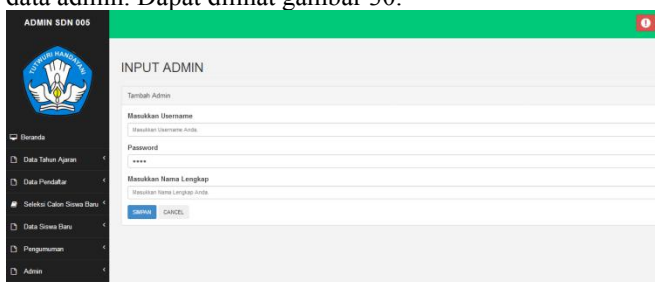 data admin. Dapat dilihat gambar 30.
ADMIN SDN 005
TUTWURI HANDAYANI
INPUT ADMIN
Tambah Admin
Masukkan Username
Masukkan Username Anda
Beranda
Password
••••
Data Tahun Ajaran
Data Pendaftar
Masukkan Nama Lengkap
Masukkan Nama Lengkap Anda
Seleksi Calon Siswa Baru
SIMPAN CANCEL
Data Siswa Baru
Pengumuman
Admin